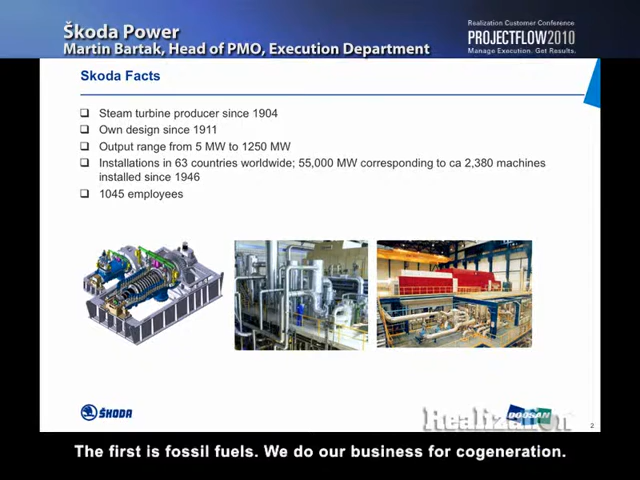 Škoda Power
Martin Bartak, Head of PMO, Execution Department
Realization Customer Conference
PROJECTFLOW2010
Manage Execution. Get Results.
Skoda Facts
Steam turbine producer since 1904
Own design since 1911
Output range from 5 MW to 1250 MW
Installations in 63 countries worldwide; 55,000 MW corresponding to ca 2,380 machines
installed since 1946
1045 employees
ŠKODA
Realization
DOOSAN
2
The first is fossil fuels. We do our business for cogeneration.